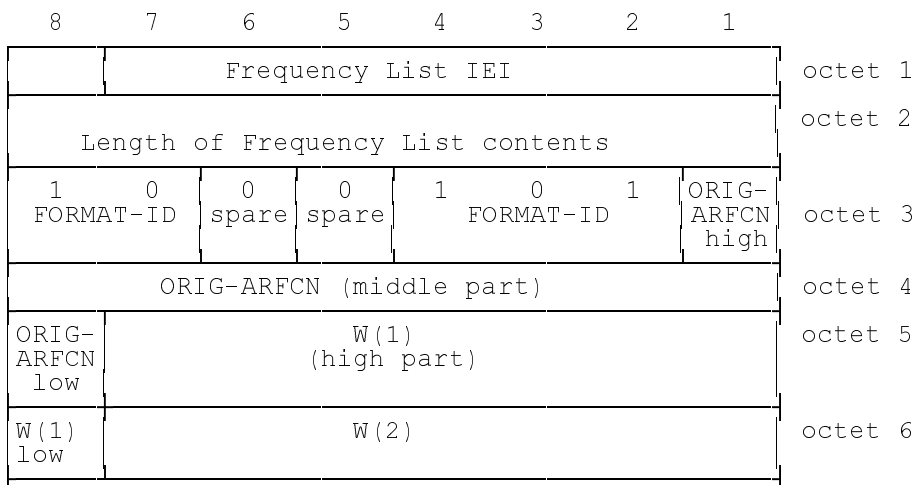 8 7 6 5 4 3 2 1
Frequency List IEI octet 1
octet 2
Length of Frequency List contents
1 0 0 0 1 0 1 ORIG-
FORMAT-ID spare spare FORMAT-ID ARFCN octet 3
high
ORIG-ARFCN (middle part) octet 4
ORIG- W(1) octet 5
ARFCN (high part)
low
W(1) W(2) octet 6
low